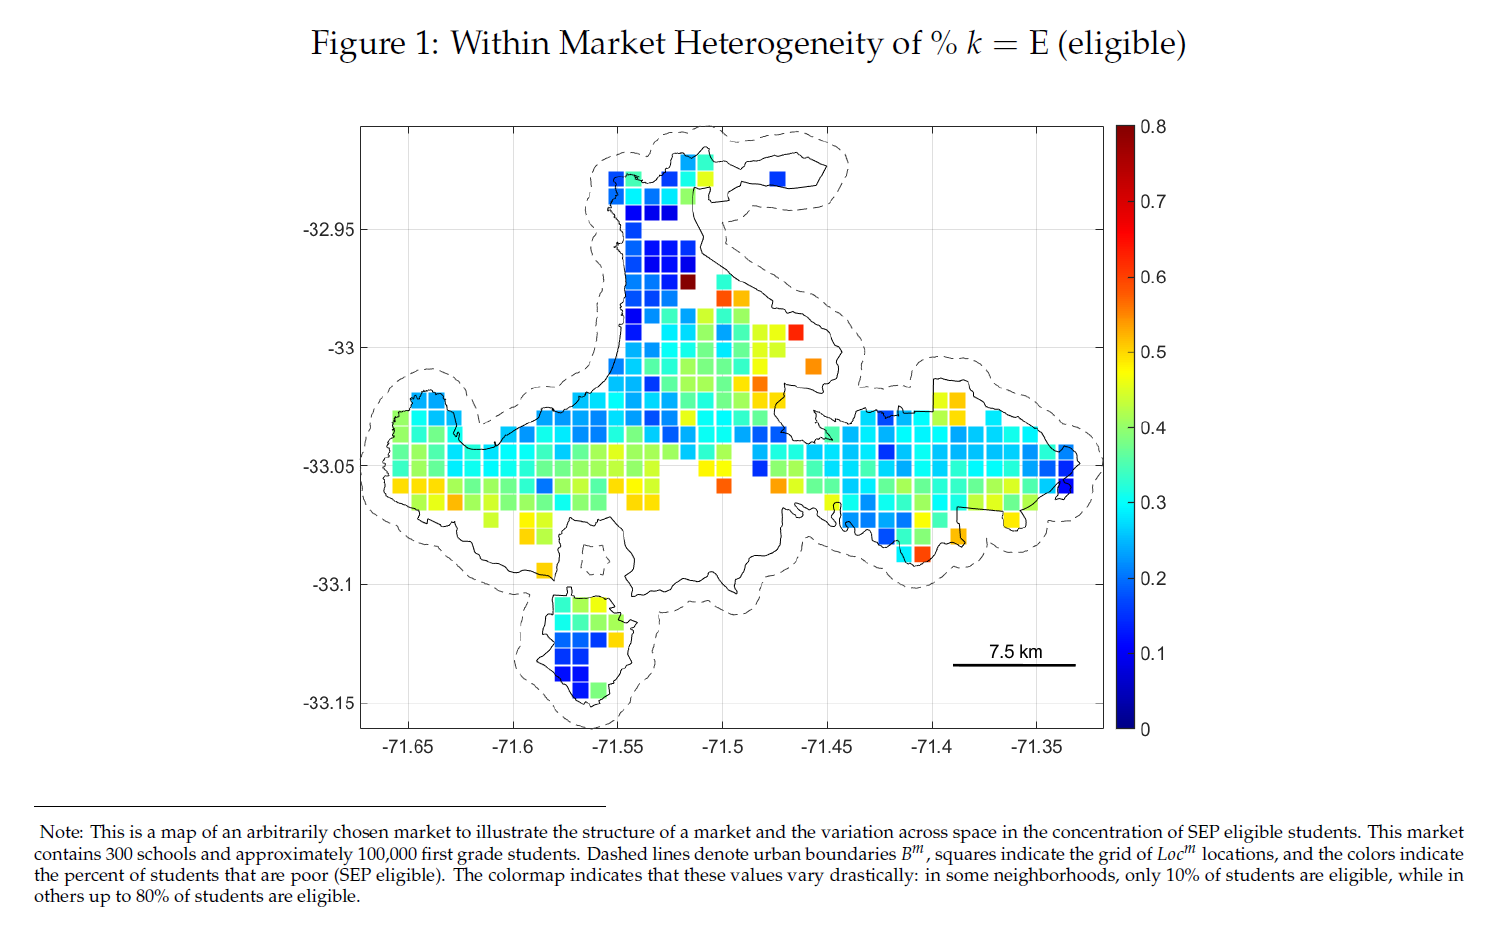 Figure 1: Within Market Heterogeneity of % k = E (eligible)
0.8
0.7
0.6
0.5
0.4
0.3
0.2
0.1
0
-32.95
-33
-33.05
-33.1
-33.15
7.5 km
-71.65 -71.6 -71.55 -71.5 -71.45 -71.4 -71.35
Note: This is a map of an arbitrarily chosen market to illustrate the structure of a market and the variation across space in the concentration of SEP eligible students. This market
contains 300 schools and approximately 100,000 first grade students. Dashed lines denote urban boundaries Bᵐ, squares indicate the grid of Locᵐ locations, and the colors indicate
the percent of students that are poor (SEP eligible). The colormap indicates that these values vary drastically: in some neighborhoods, only 10% of students are eligible, while in
others up to 80% of students are eligible.